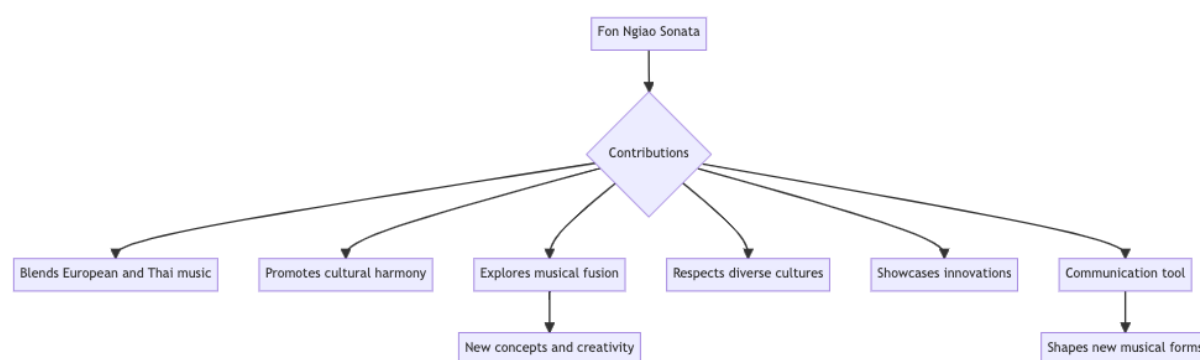 Fon Ngiao Sonata
Contributions
Blends European and Thai music
Promotes cultural harmony
Explores musical fusion
Respects diverse cultures
Showcases innovations
Communication tool
New concepts and creativity
Shapes new musical forms